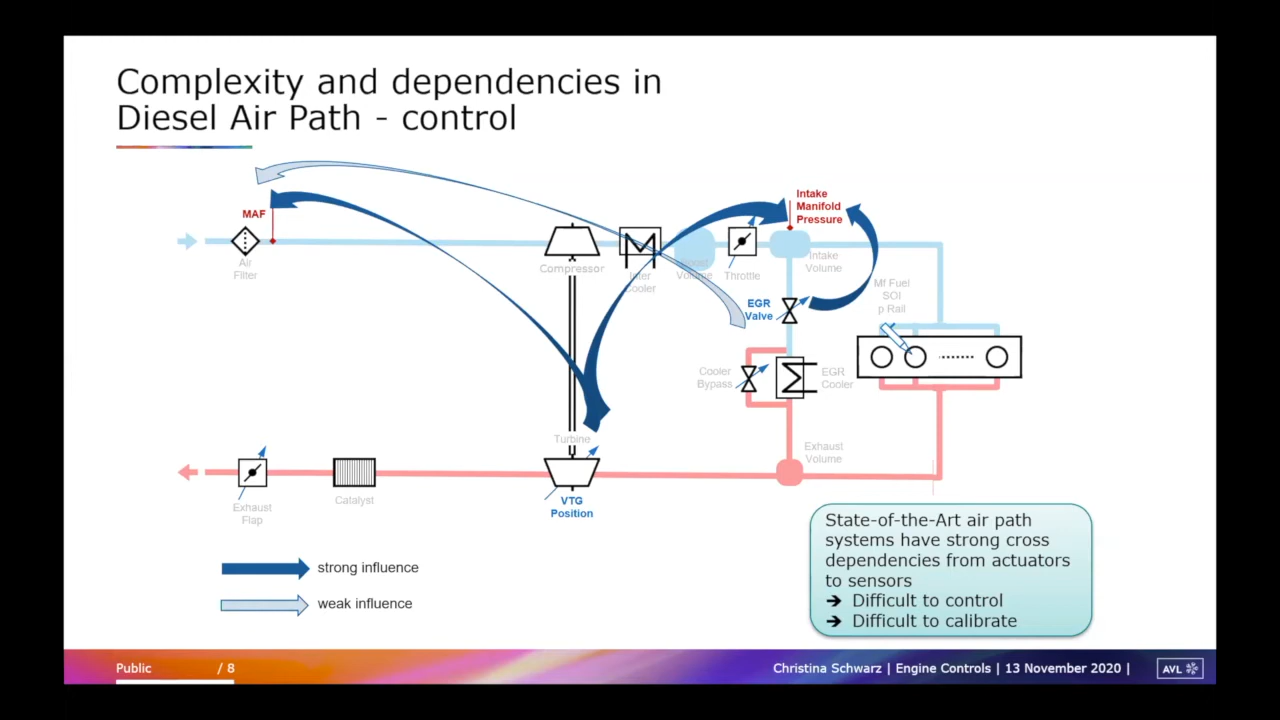 Complexity and dependencies in
Diesel Air Path - control
MAF
Air
Filter
Compressor
Inter
Cooler
Boost
Volume
Throttle
Intake
Manifold
Pressure
Intake
Volume
EGR
Valve
Mf Fuel
SOI
p Rail
Cooler
Bypass
EGR
Cooler
Turbine
Exhaust
Volume
Exhaust
Flap
Catalyst
VTG
Position
strong influence
weak influence
State-of-the-Art air path
systems have strong cross
dependencies from actuators
to sensors
➔ Difficult to control
➔ Difficult to calibrate
Public / 8
Christina Schwarz | Engine Controls | 13 November 2020 |
AVL